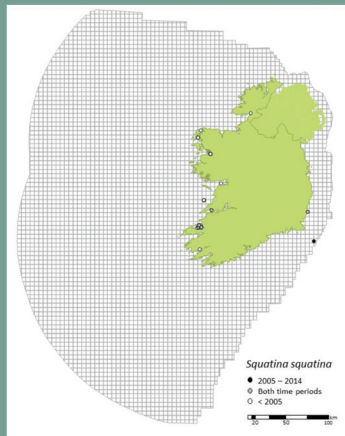 Squatina squatina
2005 – 2014
Both time periods
< 2005
20 50 100 km